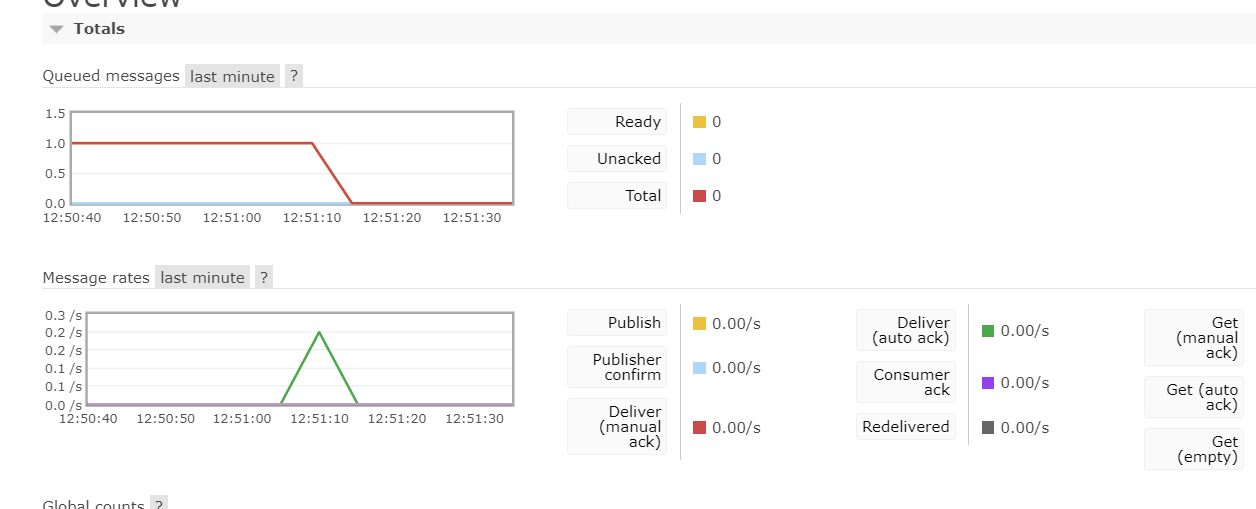 Overview
Totals
Queued messages last minute ?
1.5
1.0
0.5
0.0
12:50:40 12:50:50 12:51:00 12:51:10 12:51:20 12:51:30
Ready 0
Unacked 0
Total 0
Message rates last minute ?
0.3 /s
0.2 /s
0.2 /s
0.1 /s
0.1 /s
0.0 /s
12:50:40 12:50:50 12:51:00 12:51:10 12:51:20 12:51:30
Publish 0.00/s
Publisher
confirm 0.00/s
Deliver
(manual
ack) 0.00/s
Deliver
(auto ack) 0.00/s
Consumer
ack 0.00/s
Redelivered 0.00/s
Get
(manual
ack)
Get (auto
ack)
Get
(empty)
Global counts ?